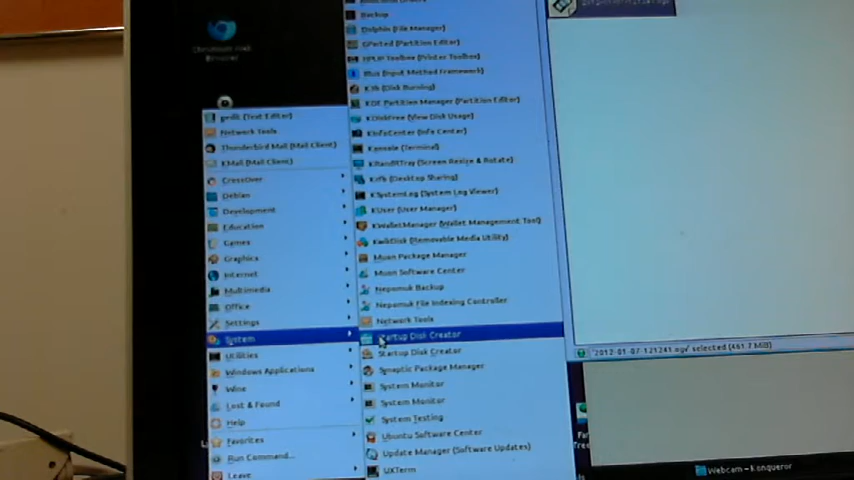 Chromium Web
Browser
gedit (Text Editor)
Network Tools
Thunderbird Mail (Mail Client)
KMail (Mail Client)
CrossOver
Debian
Development
Education
Games
Graphics
Internet
Multimedia
Office
Settings
System
Utilities
Windows Applications
Wine
Lost & Found
Help
Favorites
Run Command...
Leave
Backup
Dolphin (File Manager)
GParted (Partition Editor)
HPLIP Toolbox (Printer Toolbox)
IBus (Input Method Framework)
K3b (Disk Burning)
KDE Partition Manager (Partition Editor)
KDiskFree (View Disk Usage)
KInfoCenter (Info Center)
Konsole (Terminal)
KRandRTray (Screen Resize & Rotate)
Krfb (Desktop Sharing)
KSystemLog (System Log Viewer)
KUser (User Manager)
KWalletManager (Wallet Management Tool)
KwikDisk (Removable Media Utility)
Muon Package Manager
Muon Software Center
Nepomuk Backup
Nepomuk File Indexing Controller
Network Tools
Startup Disk Creator
Startup Disk Creator
Synaptic Package Manager
System Monitor
System Monitor
System Testing
Ubuntu Software Center
Update Manager (Software Updates)
UXTerm
"2012-01-07-121241.ogv" selected (461.7 MB)
Webcam – Konqueror